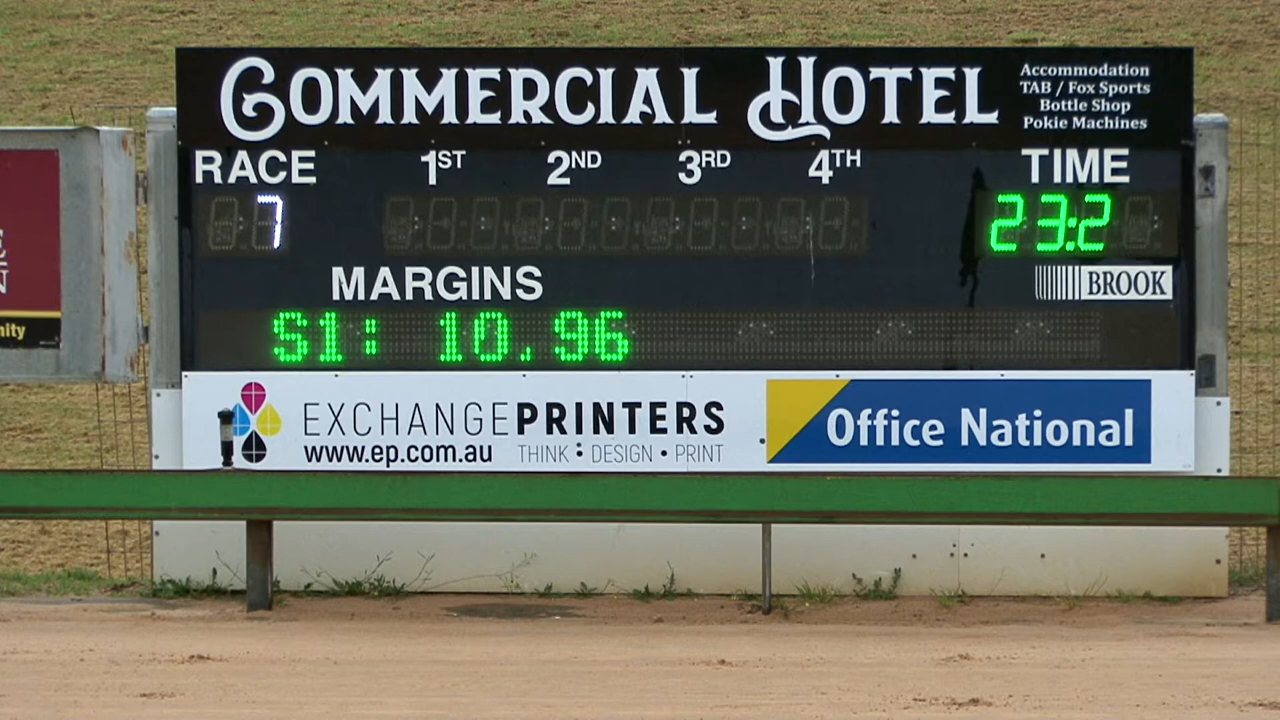 COMMERCIAL HOTEL
Accommodation
TAB / Fox Sports
Bottle Shop
Pokie Machines
RACE 1ST 2ND 3RD 4TH TIME
7 23:2
MARGINS BROOK
S1: 10.96
EXCHANGEPRINTERS
www.ep.com.au THINK : DESIGN • PRINT
Office National
E
N
nity